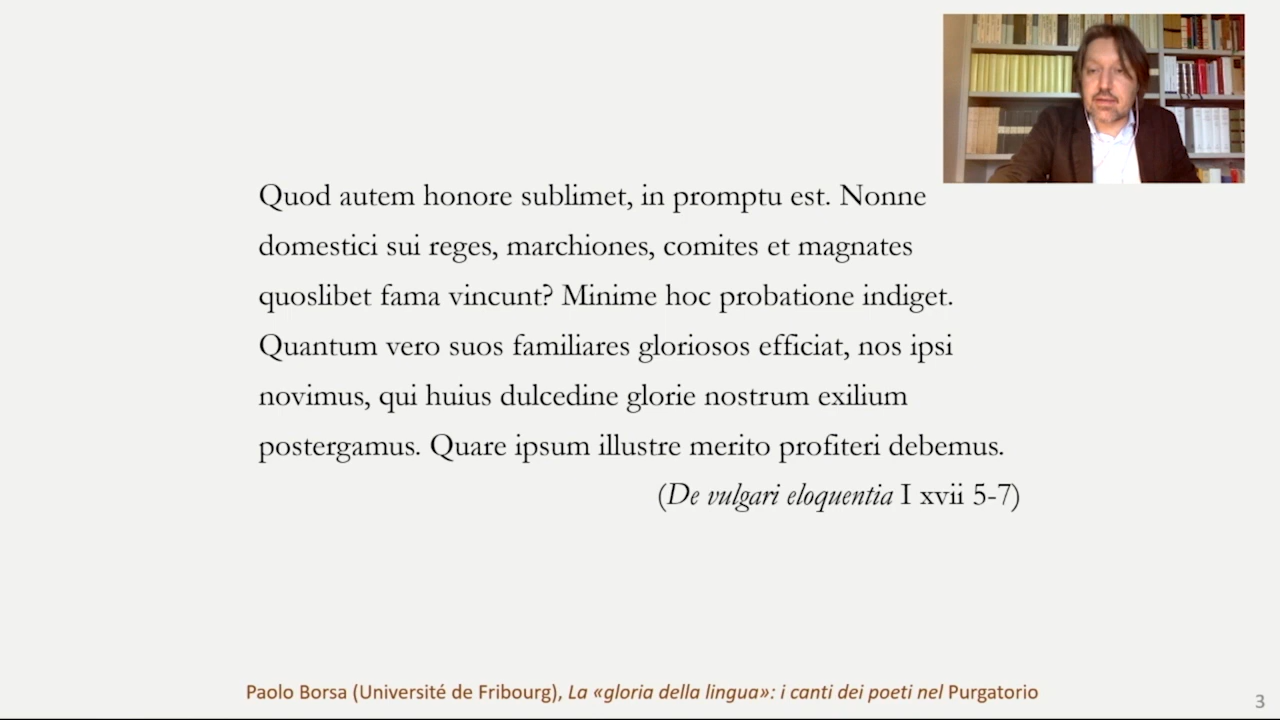 Quod autem honore sublimet, in promptu est. Nonne
domestici sui reges, marchiones, comites et magnates
quoslibet fama vincunt? Minime hoc probatione indiget.
Quantum vero suos familiares gloriosos efficiat, nos ipsi
novimus, qui huius dulcedine glorie nostrum exilium
postergamus. Quare ipsum illustre merito profiteri debemus.
(De vulgari eloquentia I xvii 5-7)
Paolo Borsa (Université de Fribourg), La «gloria della lingua»: i canti dei poeti nel Purgatorio
3